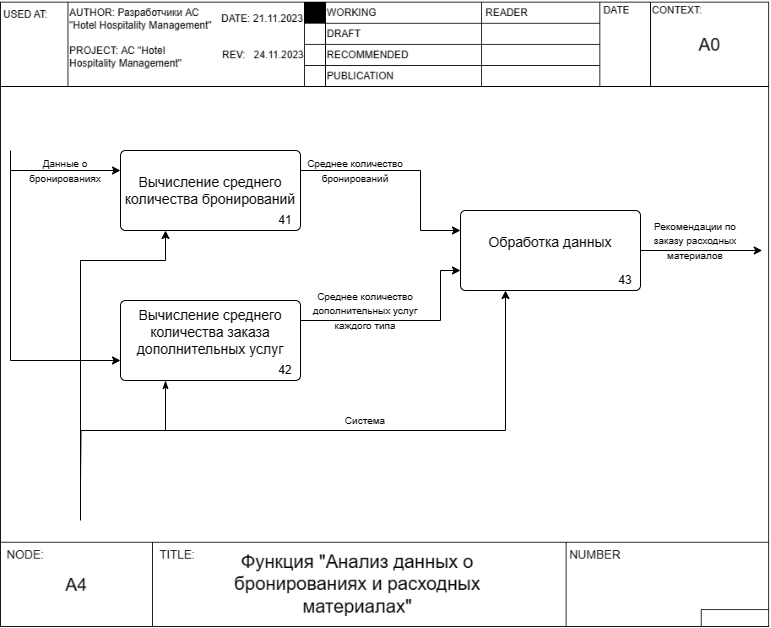 USED AT:
AUTHOR: Разработчики АС
"Hotel Hospitality Management"
DATE: 21.11.2023
PROJECT: АС "Hotel
Hospitality Management"
REV: 24.11.2023
WORKING
DRAFT
RECOMMENDED
PUBLICATION
READER
DATE
CONTEXT:
A0
Данные о
бронированиях
Вычисление среднего
количества бронирований
41
Среднее количество
бронирований
Обработка данных
43
Рекомендации по
заказу расходных
материалов
Вычисление среднего
количества заказа
дополнительных услуг
42
Среднее количество
дополнительных услуг
каждого типа
Система
NODE:
A4
TITLE:
Функция "Анализ данных о
бронированиях и расходных
материалах"
NUMBER